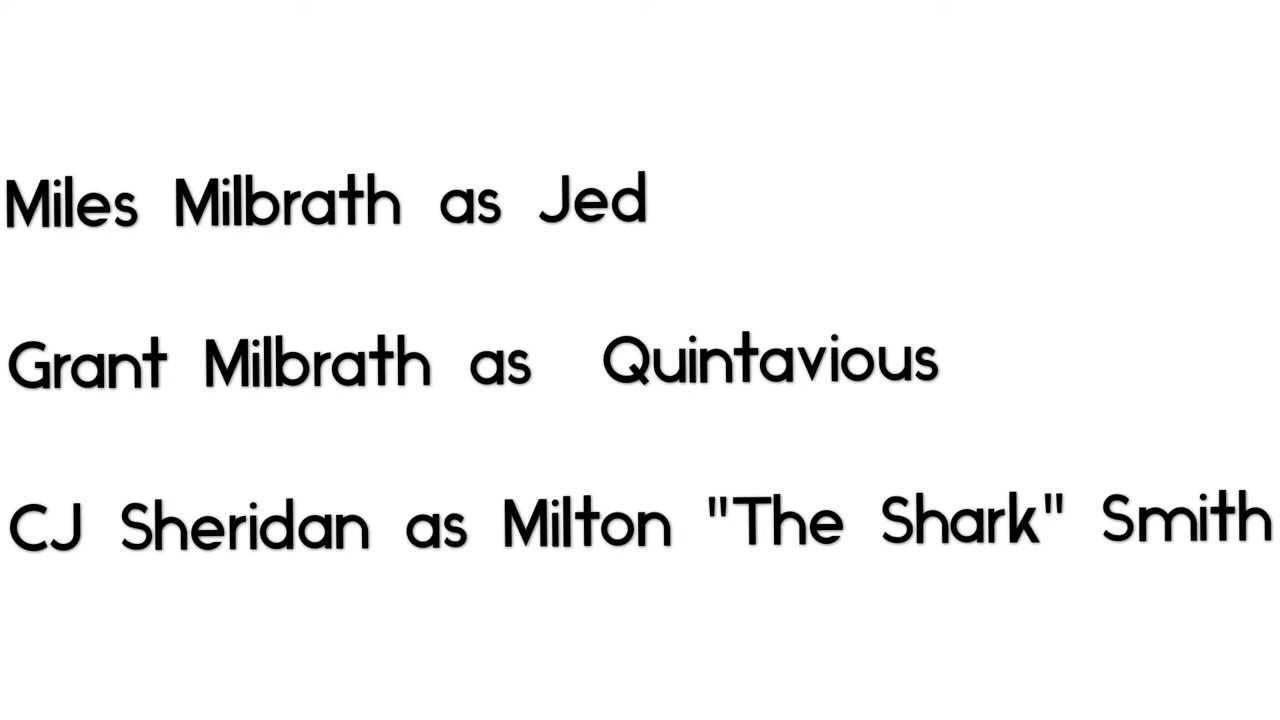 Miles Milbrath as Jed
Grant Milbrath as Quintavious
CJ Sheridan as Milton "The Shark" Smith